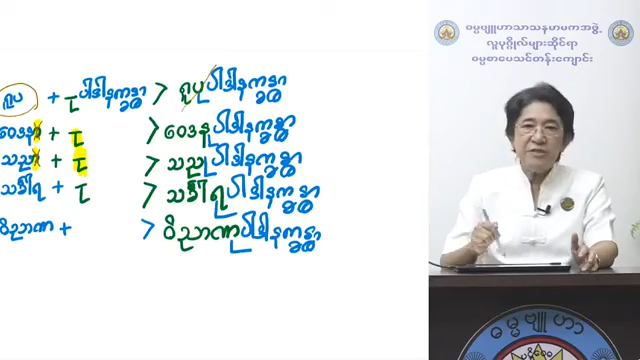 ဓမ္မဗျူဟာသာသနာ့မာမကအဖွဲ့
လူပုဂ္ဂိုလ်များဆိုင်ရာ
ဓမ္မစာပေသင်တန်းကျောင်း
ရူပ + ုပါဒါနက္ခန္ဓာ > ရူပုပါဒါနက္ခန္ဓာ
ဝေဒနာ + ု > ဝေဒနုပါဒါနက္ခန္ဓာ
သညာ + ု > သညုပါဒါနက္ခန္ဓာ
သင်္ခါရ + ု > သင်္ခါရုပါဒါနက္ခန္ဓာ
ဝိညာဏ + > ဝိညာဏုပါဒါနက္ခန္ဓာ
ဓမ္မဗျူဟာ